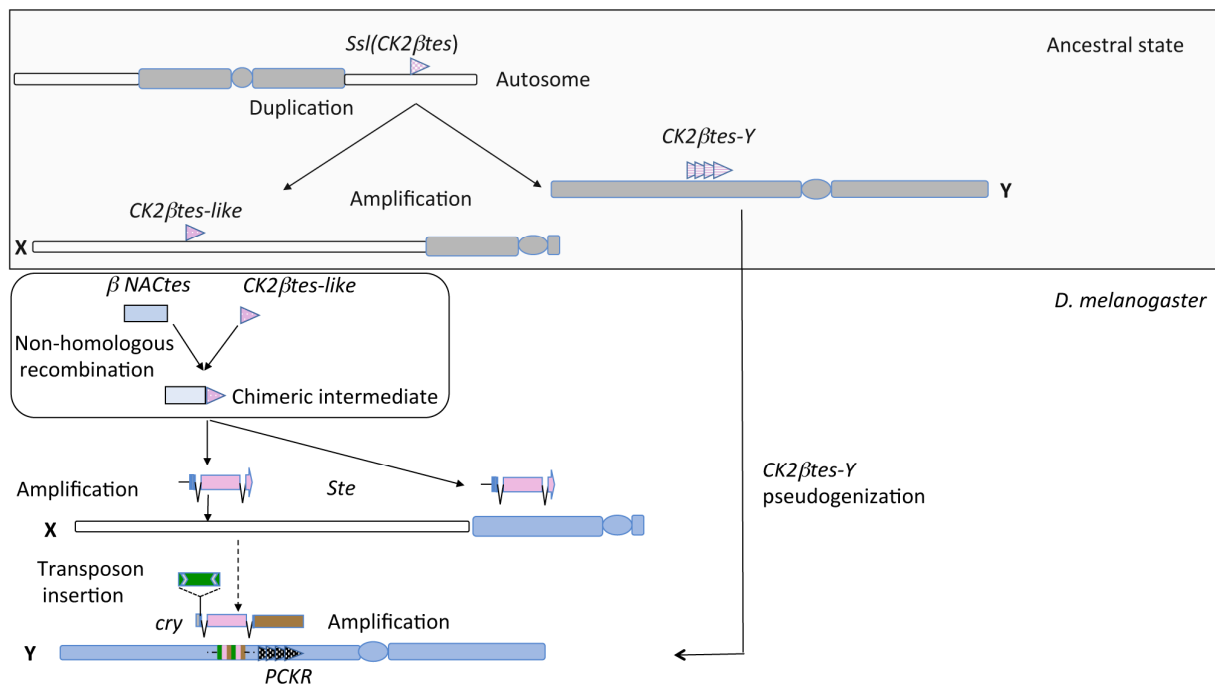 Ssl(CK2βtes)
Ancestral state
Autosome
Duplication
CK2βtes-Y
Y
Amplification
CK2βtes-like
X
β NACtes
CK2βtes-like
D. melanogaster
Non-homologous
recombination
Chimeric intermediate
CK2βtes-Y
pseudogenization
Amplification
Ste
X
Transposon
insertion
cry
Amplification
Y
PCKR